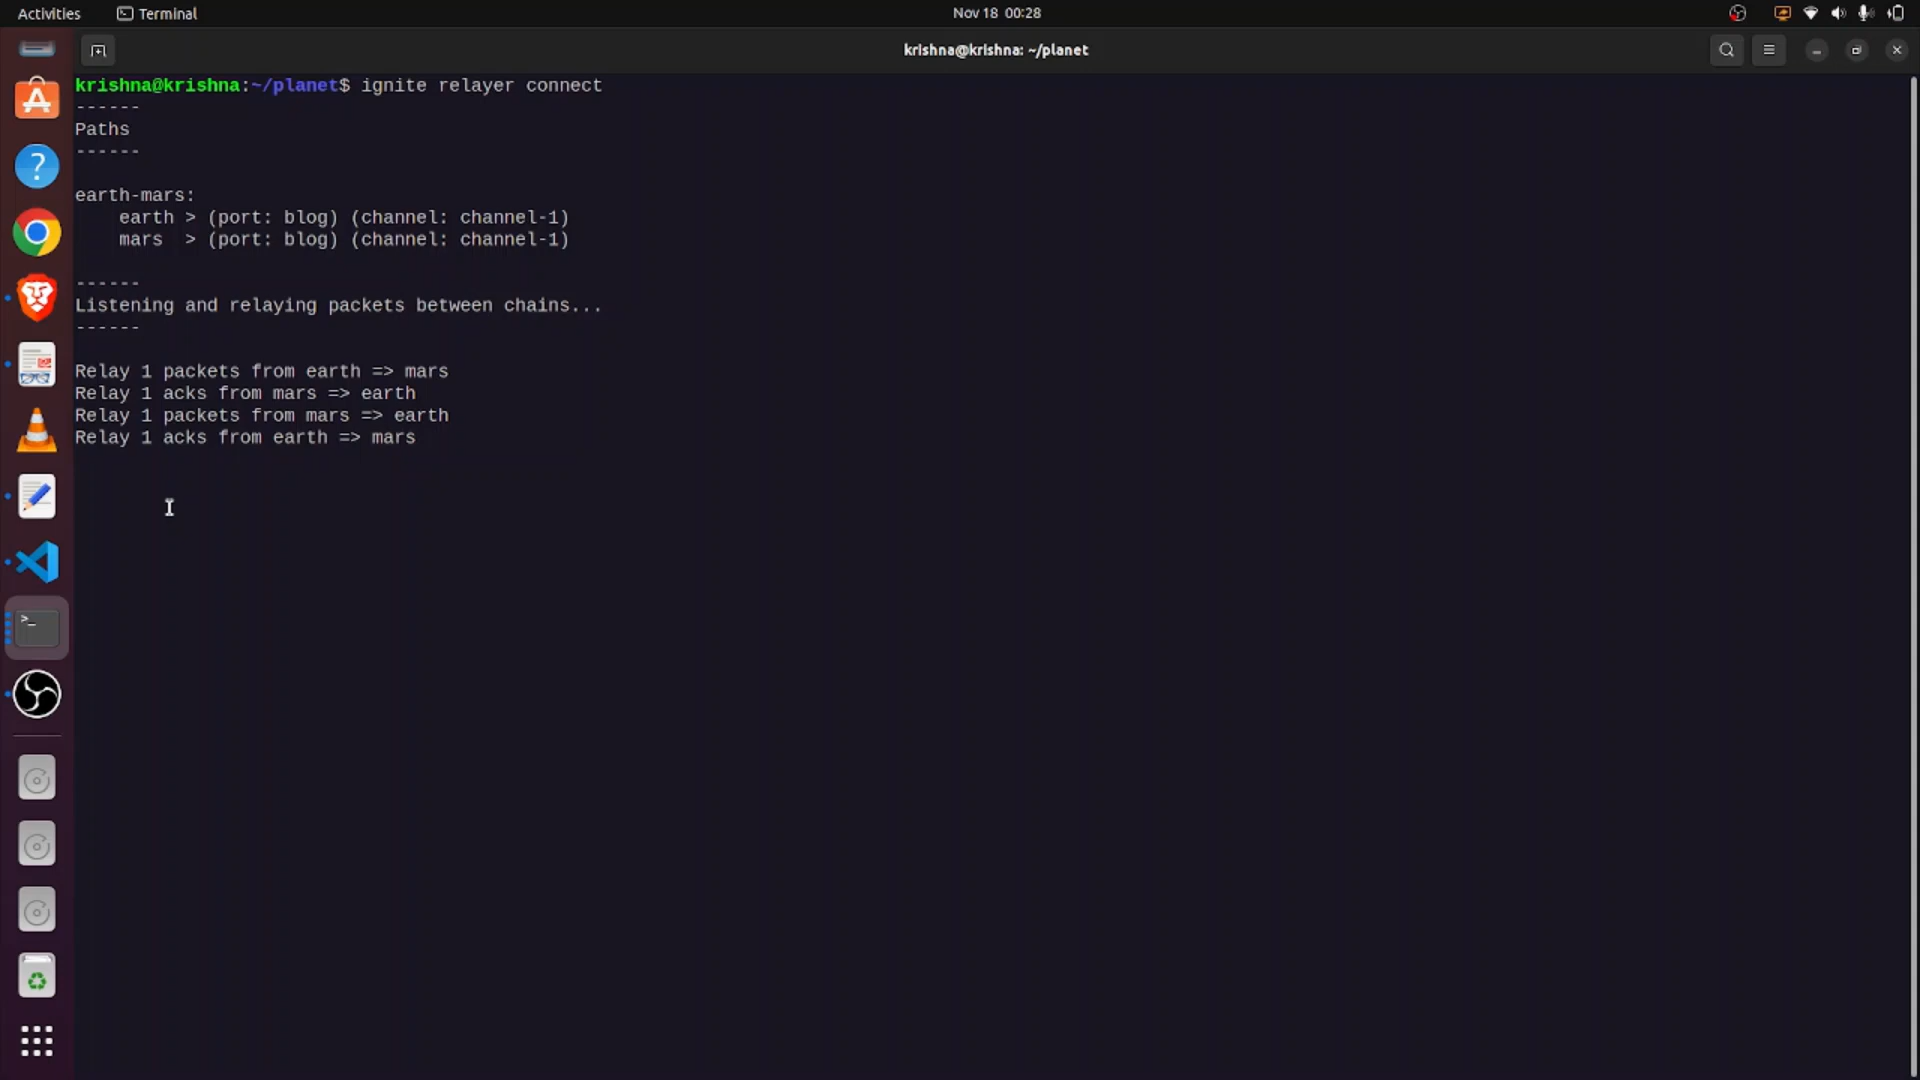 Activities Terminal Nov 18 00:28
krishna@krishna: ~/planet
krishna@krishna:~/planet$ ignite relayer connect
------
Paths
------
earth-mars:
    earth > (port: blog) (channel: channel-1)
    mars  > (port: blog) (channel: channel-1)
------
Listening and relaying packets between chains...
------
Relay 1 packets from earth => mars
Relay 1 acks from mars => earth
Relay 1 packets from mars => earth
Relay 1 acks from earth => mars